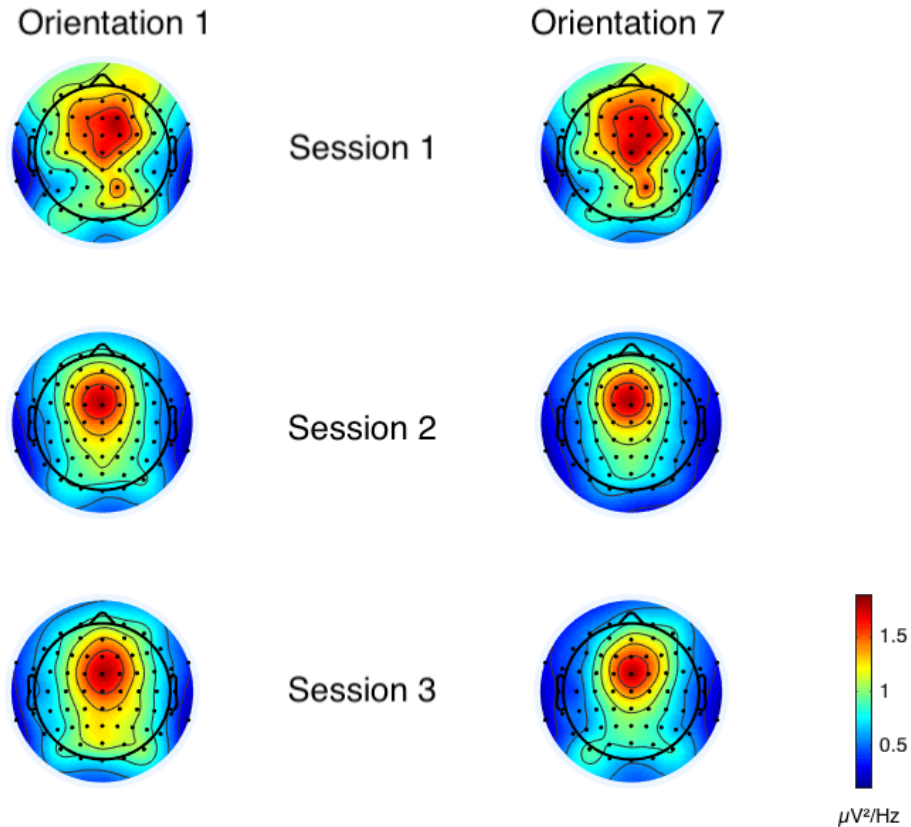 Orientation 1
Orientation 7
Session 1
Session 2
Session 3
1.5
1
0.5
µV²/Hz